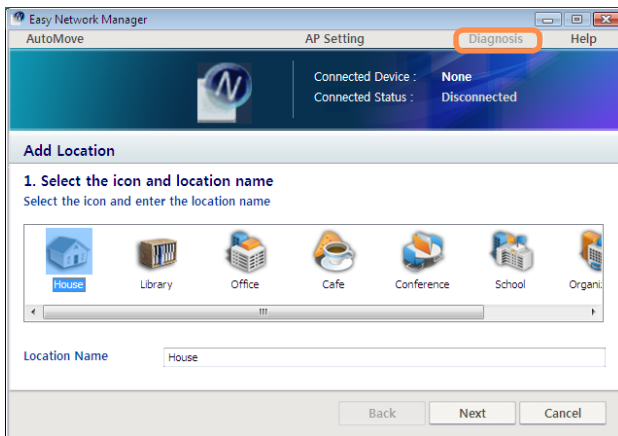 Easy Network Manager
AutoMove AP Setting Diagnosis Help
N
Connected Device : None
Connected Status : Disconnected
Add Location
1. Select the icon and location name
Select the icon and enter the location name
House Library Office Cafe Conference School Organiz
Location Name House
Back Next Cancel